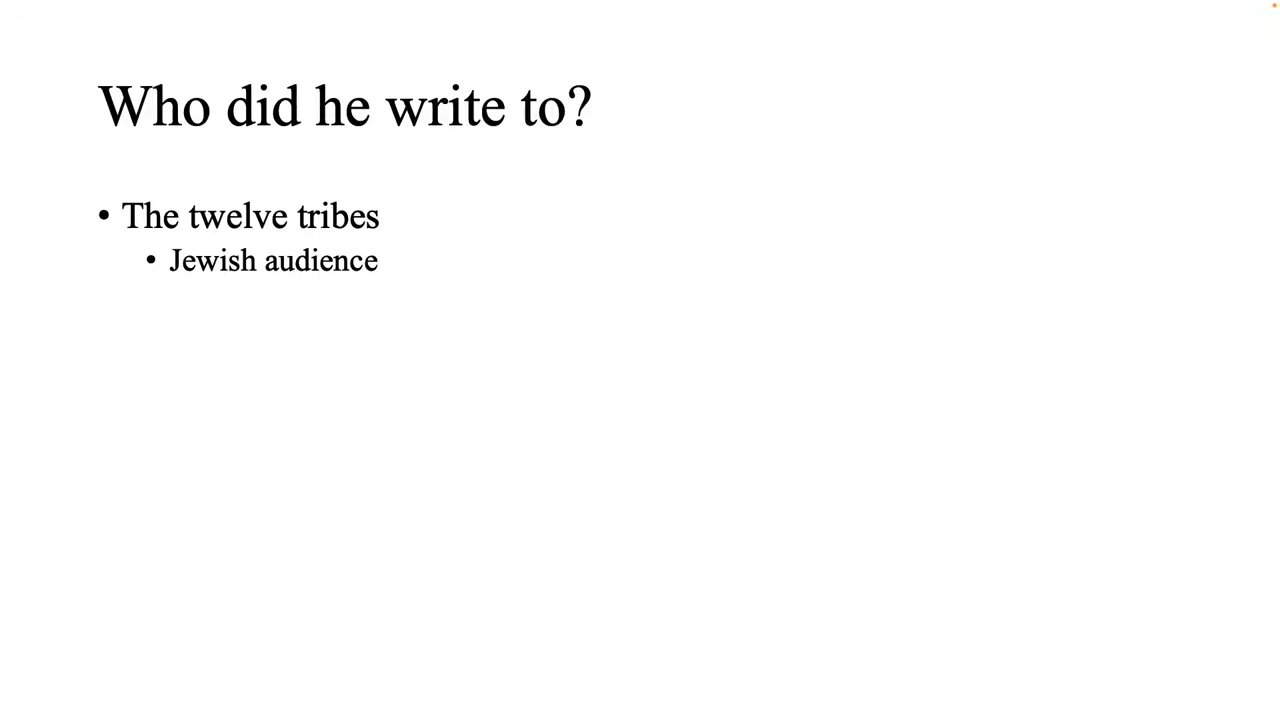 Who did he write to?
• The twelve tribes
• Jewish audience